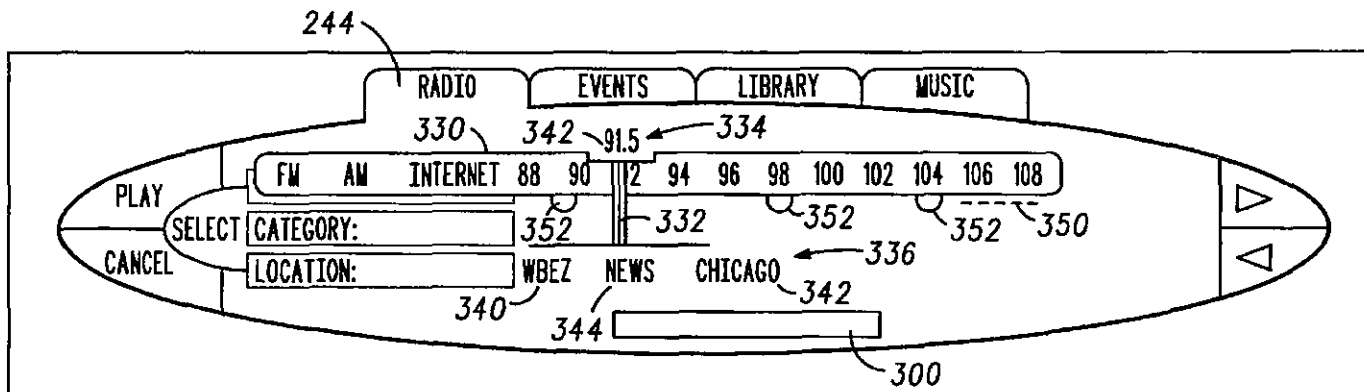 244
RADIO EVENTS LIBRARY MUSIC
330 342 91.5 334
FM AM INTERNET 88 90 2 94 96 98 100 102 104 106 108
PLAY
352 332 352 352 350
SELECT CATEGORY:
336
CANCEL LOCATION: WBEZ NEWS CHICAGO
340 344 342
300